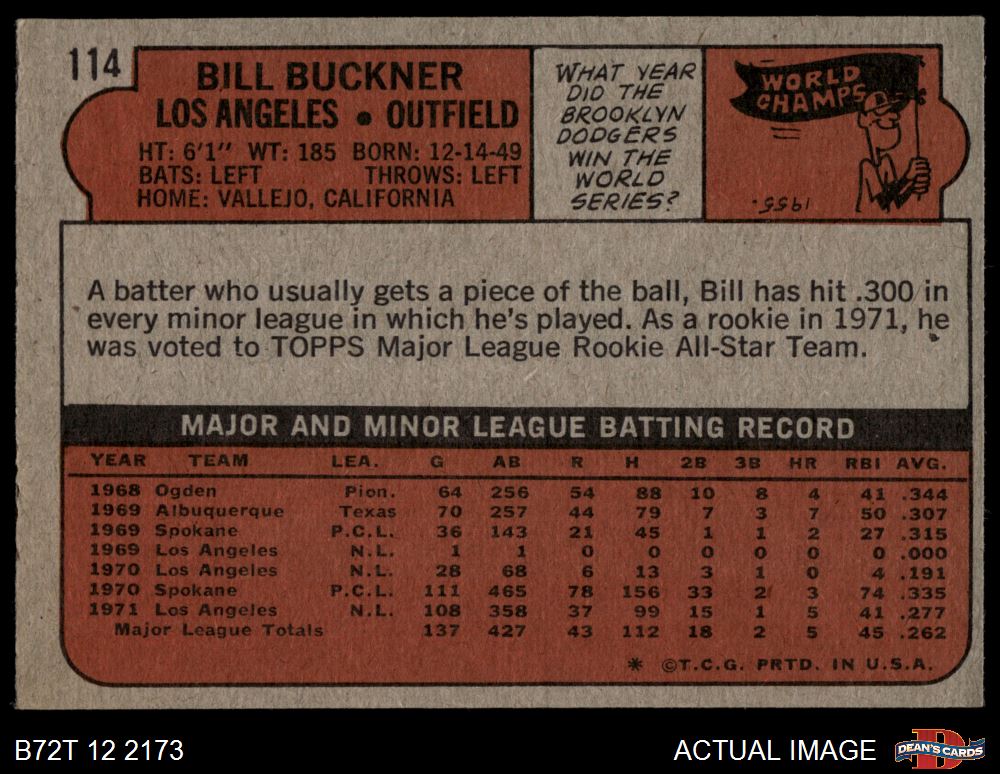 114
BILL BUCKNER
LOS ANGELES • OUTFIELD
HT: 6'1" WT: 185 BORN: 12-14-49
BATS: LEFT THROWS: LEFT
HOME: VALLEJO, CALIFORNIA
WHAT YEAR
DID THE
BROOKLYN
DODGERS
WIN THE
WORLD
SERIES?
WORLD
CHAMPS
1955.
A batter who usually gets a piece of the ball, Bill has hit .300 in
every minor league in which he's played. As a rookie in 1971, he
was voted to TOPPS Major League Rookie All-Star Team.
MAJOR AND MINOR LEAGUE BATTING RECORD
YEAR TEAM LEA. G AB R H 2B 3B HR RBI AVG.
1968 Ogden Pion. 64 256 54 88 10 8 4 41 .344
1969 Albuquerque Texas 70 257 44 79 7 3 7 50 .307
1969 Spokane P.C.L. 36 143 21 45 1 1 2 27 .315
1969 Los Angeles N.L. 1 1 0 0 0 0 0 0 .000
1970 Los Angeles N.L. 28 68 6 13 3 1 0 4 .191
1970 Spokane P.C.L. 111 465 78 156 33 2 3 74 .335
1971 Los Angeles N.L. 108 358 37 99 15 1 5 41 .277
Major League Totals 137 427 43 112 18 2 5 45 .262
* ©T.C.G. PRTD. IN U.S.A.
B72T 12 2173
ACTUAL IMAGE
D
DEAN'S CARDS